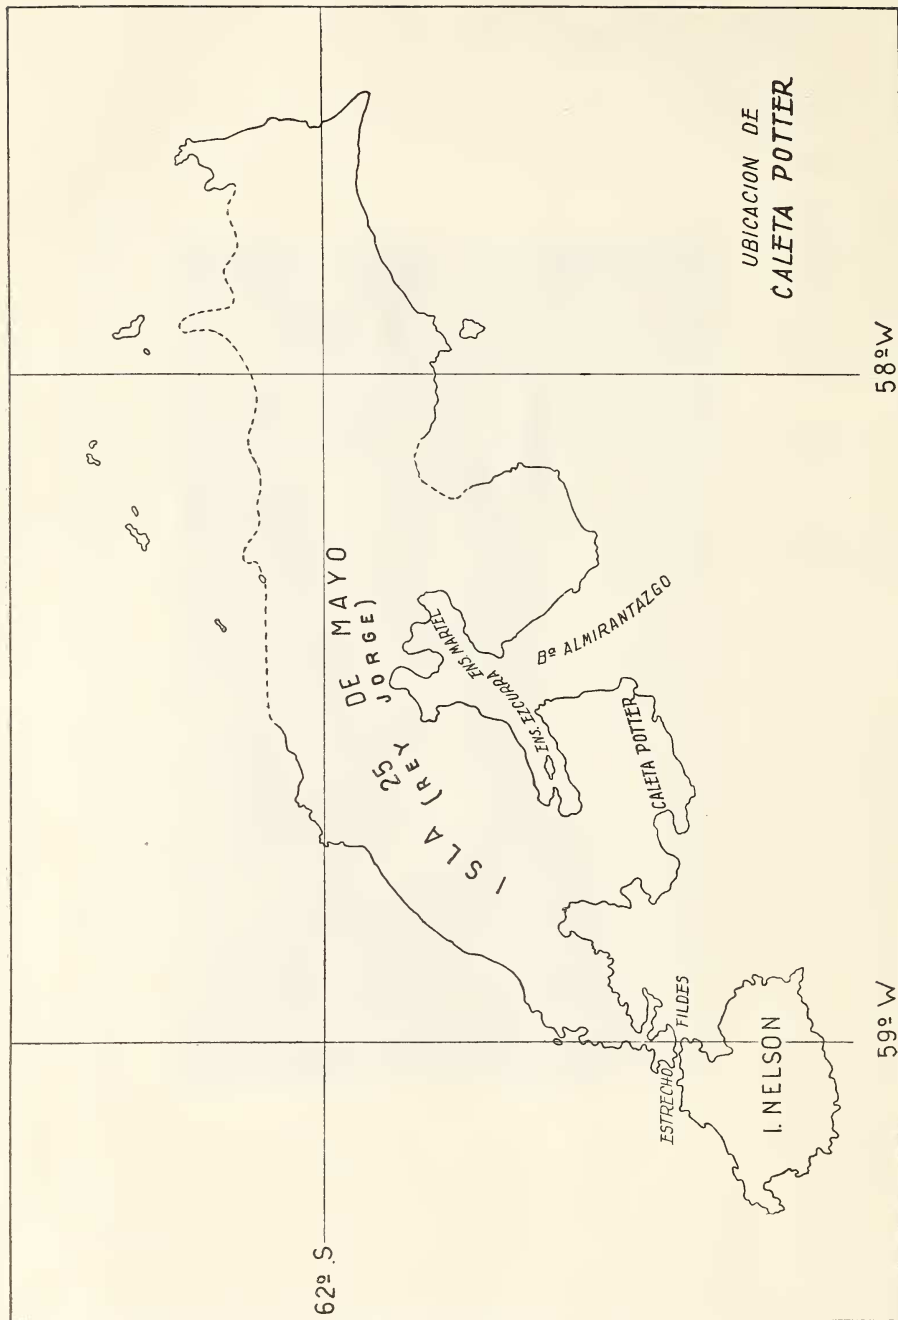 UBICACION DE
CALETA POTTER
62º S
ISLA 25 DE MAYO
(REY JORGE)
ENS. MARTEL
ENS. EZCURRA
Bº ALMIRANTAZGO
CALETA POTTER
ESTRECHO
FILDES
I. NELSON
59º W
58º W